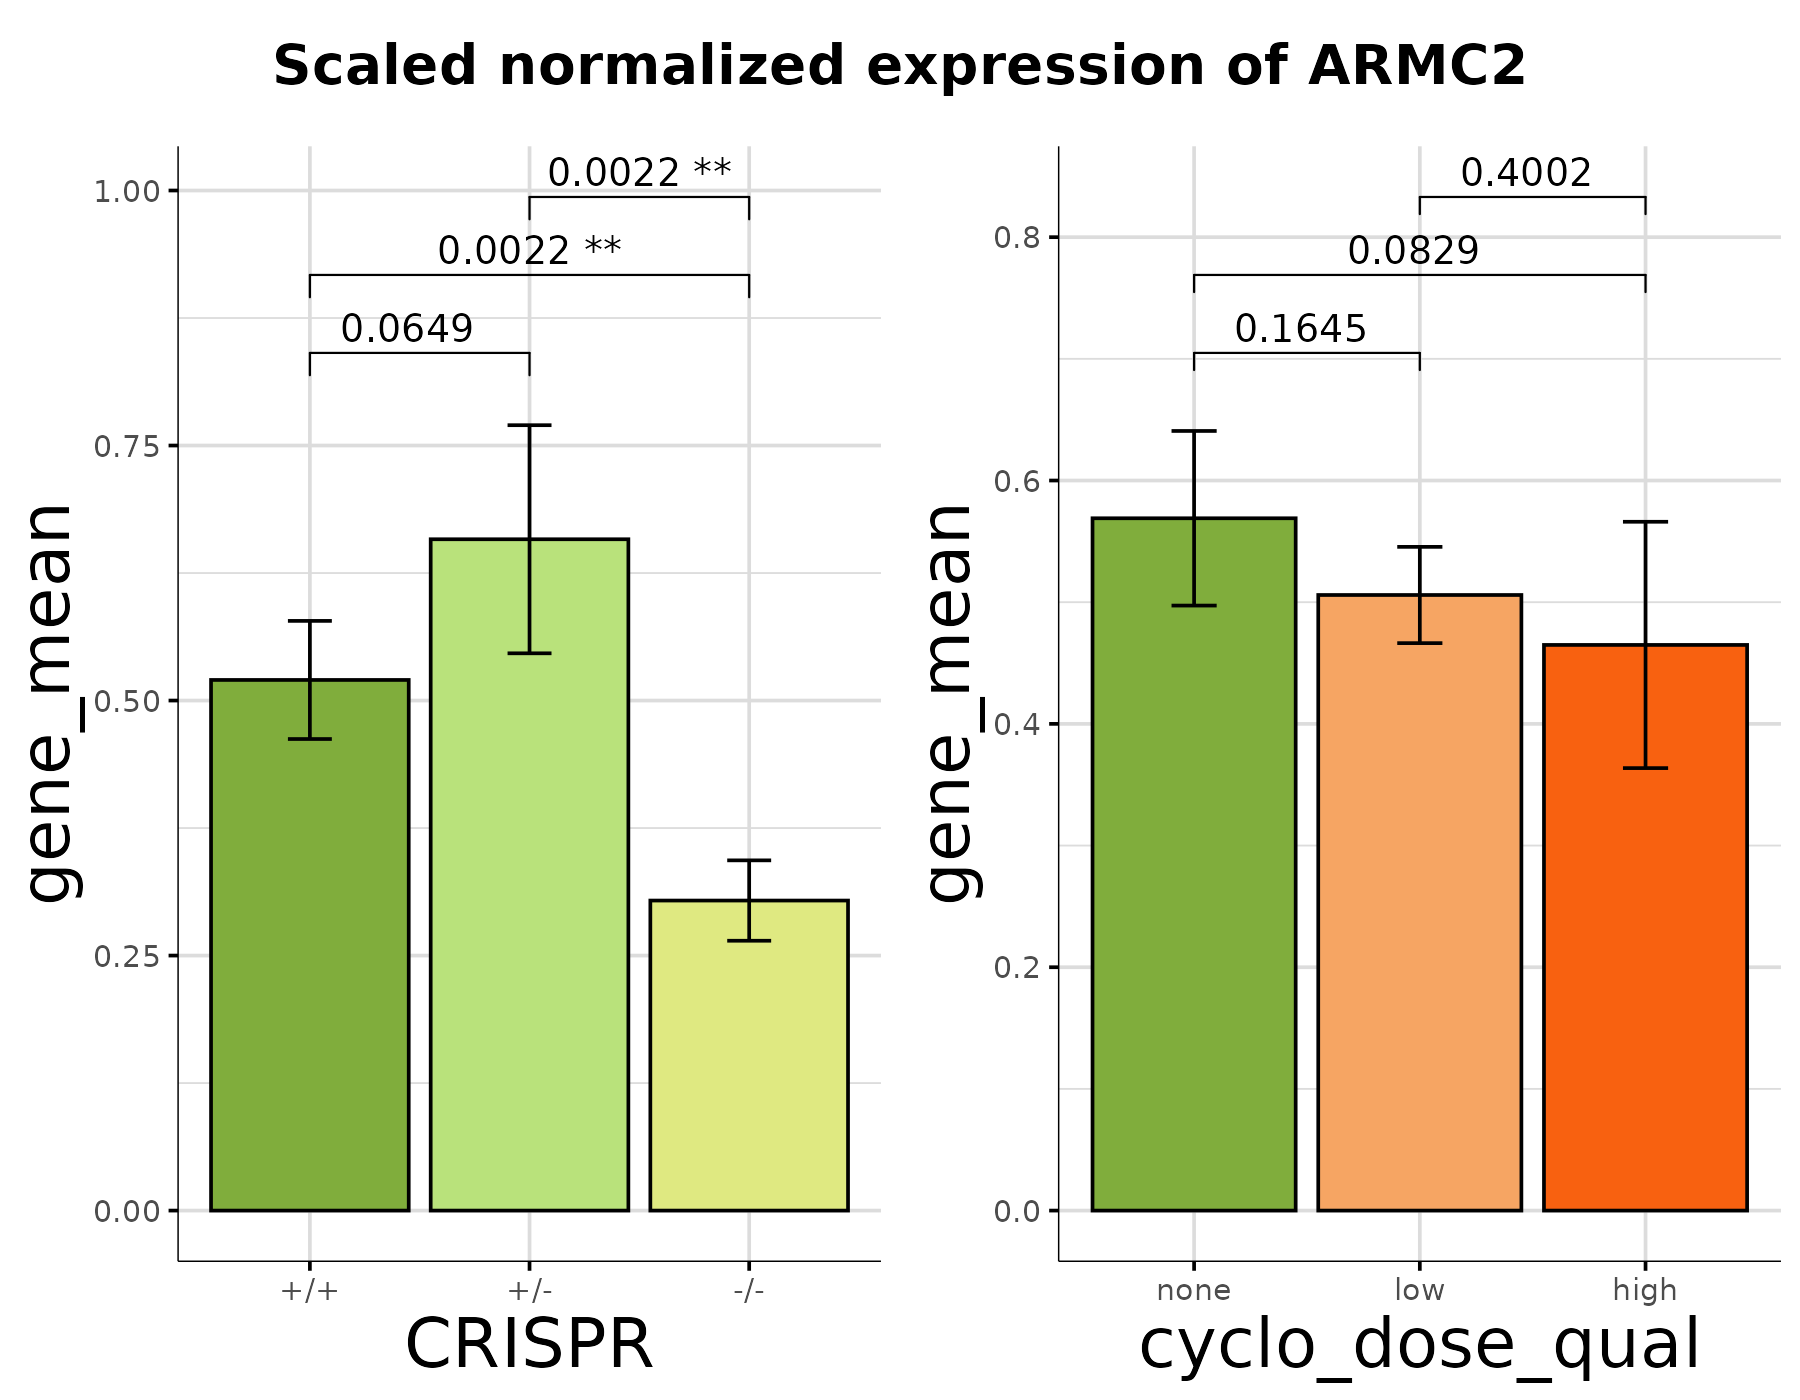 Scaled normalized expression of ARMC2
gene_mean
1.00
0.75
0.50
0.25
0.00
0.0022 **
0.0022 **
0.0649
+/+ +/- -/-
CRISPR
gene_mean
0.8
0.6
0.4
0.2
0.0
0.4002
0.0829
0.1645
none low high
cyclo_dose_qual